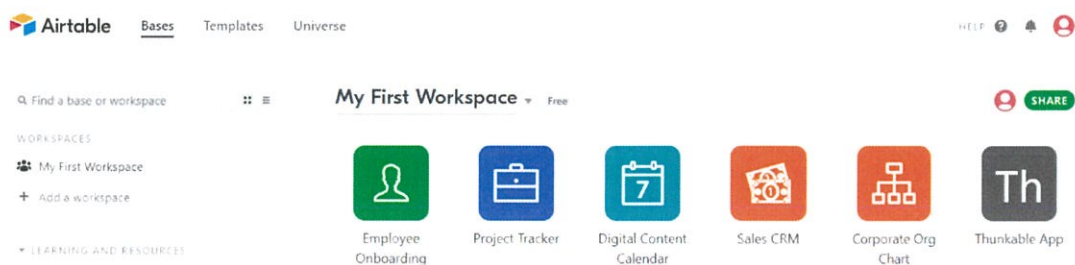 Airtable Bases Templates Universe HELP
Find a base or workspace
My First Workspace Free SHARE
WORKSPACES
My First Workspace
+ Add a workspace
LEARNING AND RESOURCES
7 1 Th
Employee Onboarding
Project Tracker
Digital Content Calendar
Sales CRM
Corporate Org Chart
Thunkable App